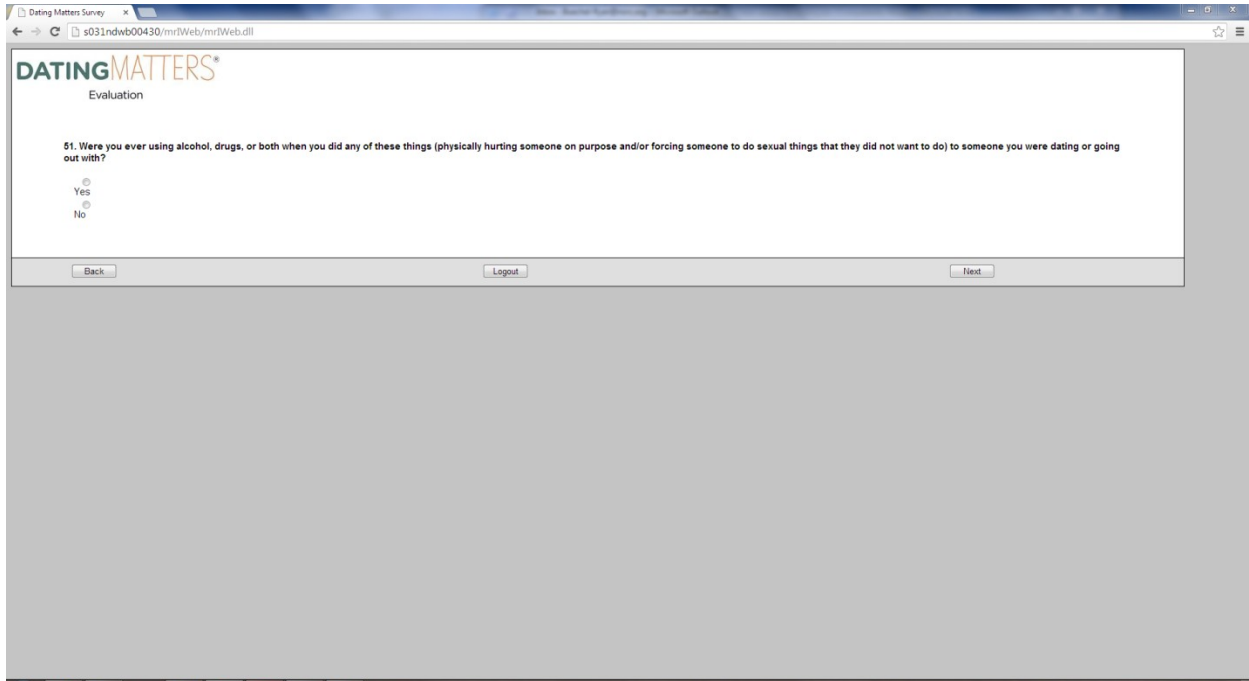 Dating Matters Survey
s031ndwb00430/mrIWeb/mrIWeb.dll
DATINGMATTERS®
Evaluation
51. Were you ever using alcohol, drugs, or both when you did any of these things (physically hurting someone on purpose and/or forcing someone to do sexual things that they did not want to do) to someone you were dating or going
out with?
Yes
No
Back Logout Next